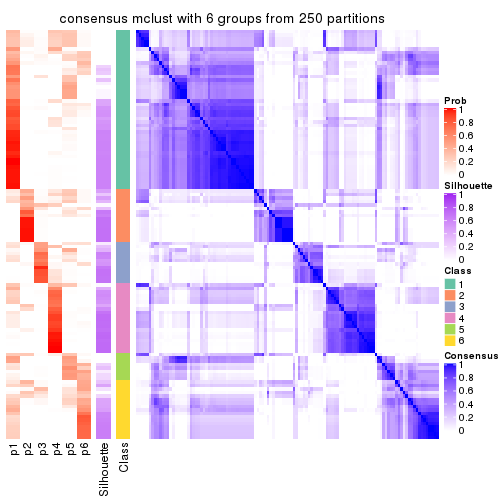 consensus mclust with 6 groups from 250 partitions
Prob
1
0.8
0.6
0.4
0.2
0
Silhouette
1
0.8
0.6
0.4
0.2
0
Class
1
2
3
4
5
6
Consensus
1
0.8
0.6
0.4
0.2
0
p1
p2
p3
p4
p5
p6
Silhouette
Class